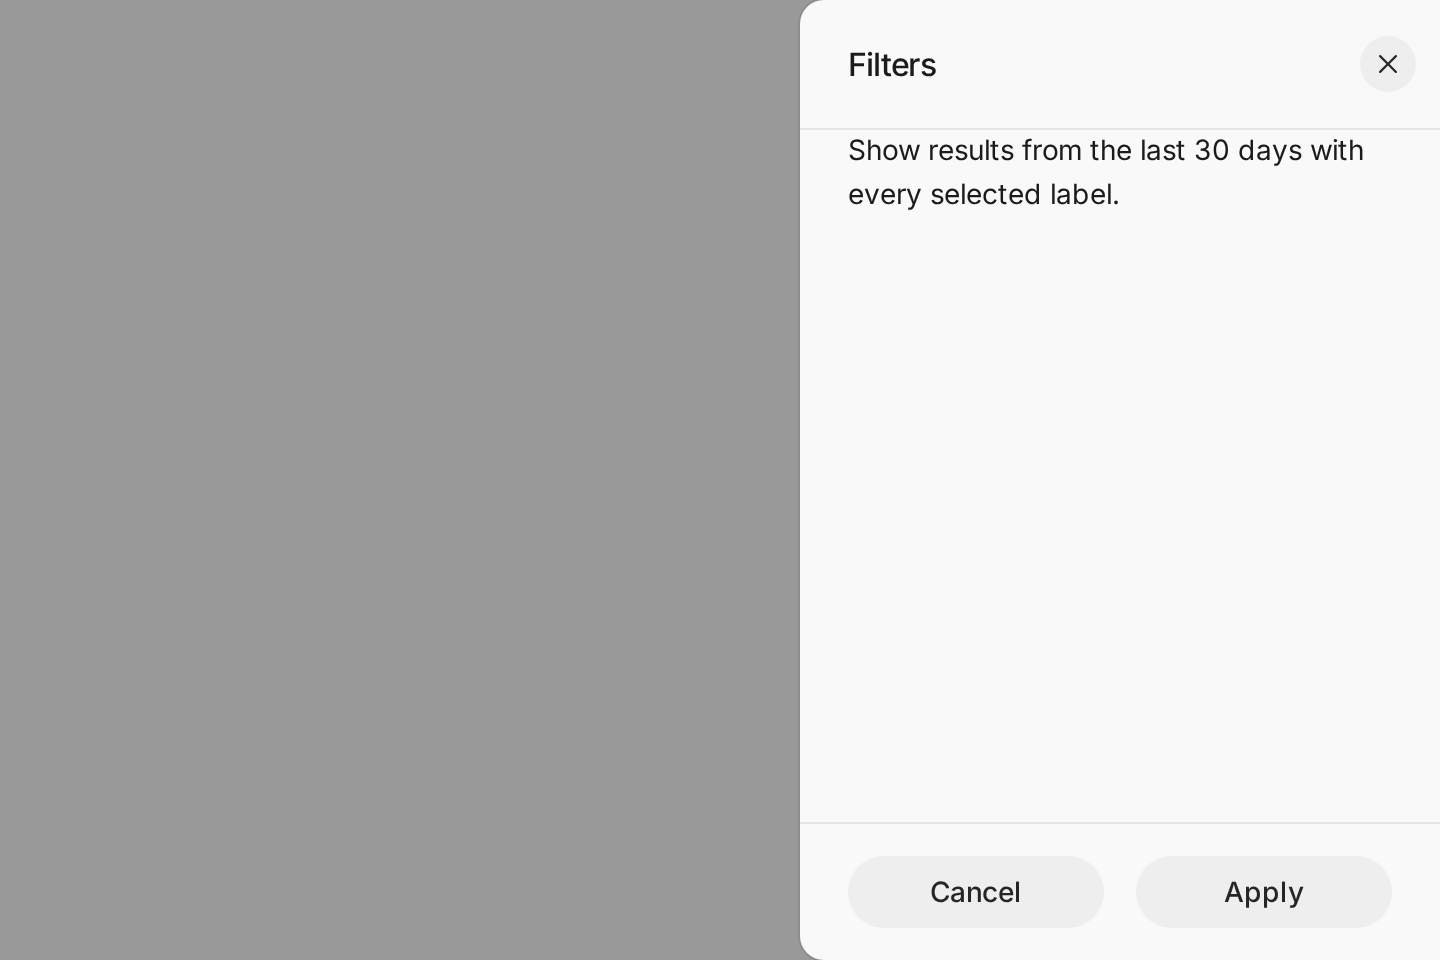 Filters
Show results from the last 30 days with
every selected label.
Cancel
Apply